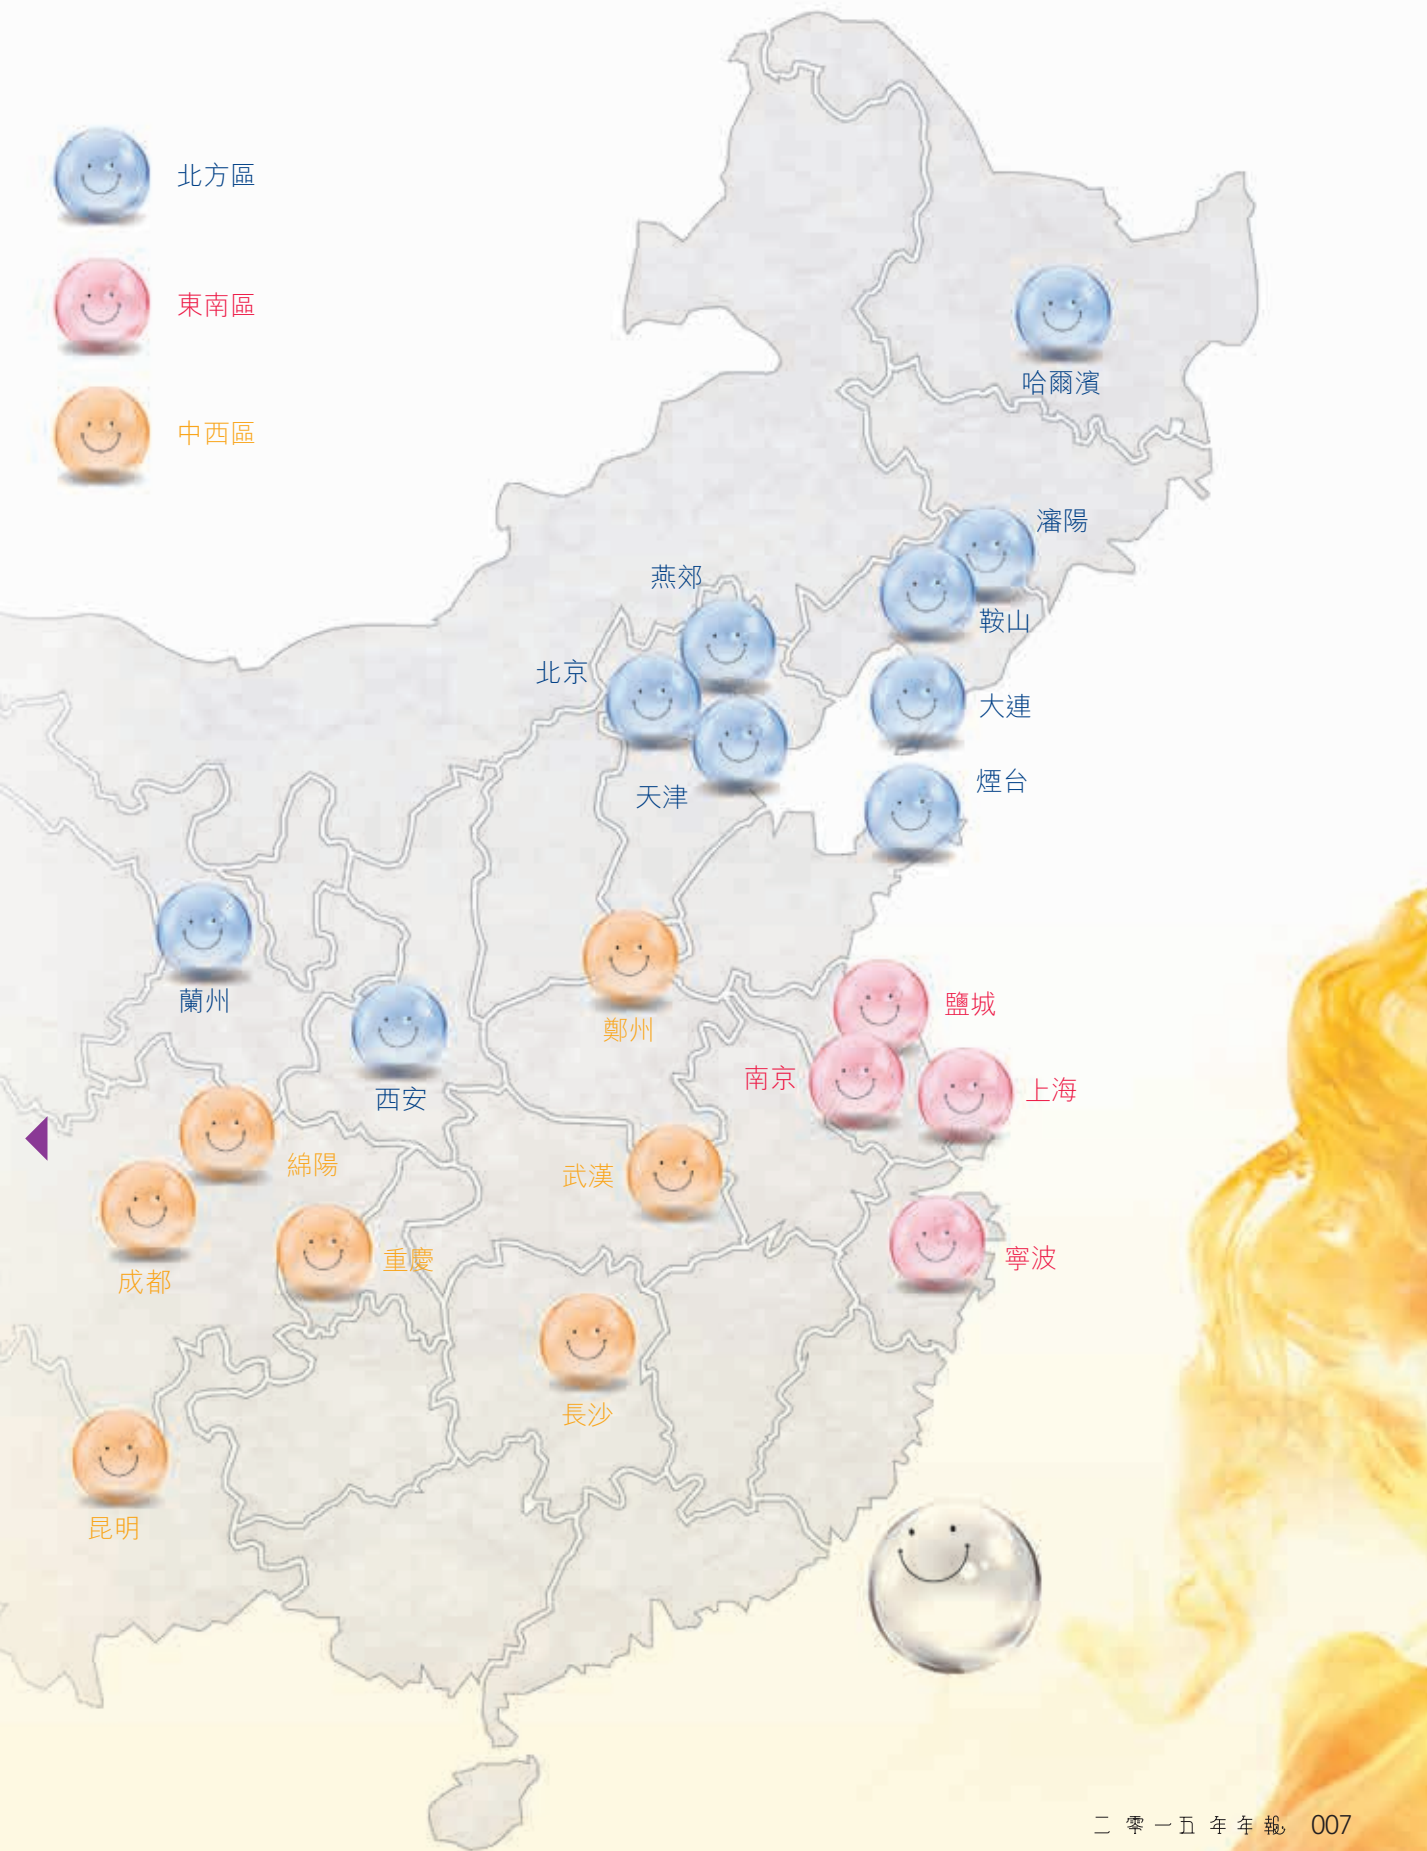 北方區
東南區
中西區
哈爾濱
瀋陽
燕郊
鞍山
北京
大連
煙台
天津
蘭州
鹽城
鄭州
南京
上海
西安
綿陽
武漢
重慶
寧波
成都
長沙
昆明
二零一五年年報 007